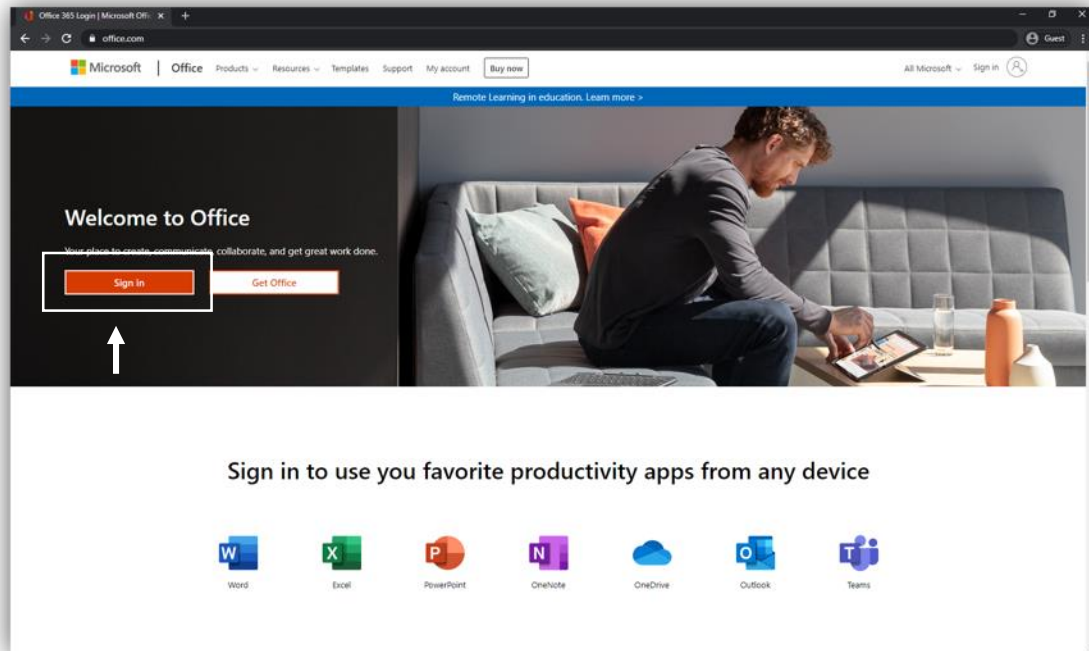 Office 365 Login | Microsoft Offi
office.com
Guest
Microsoft | Office Products Resources Templates Support My account Buy now All Microsoft Sign in
Remote Learning in education. Learn more >
Welcome to Office
Your place to create, communicate, collaborate, and get great work done.
Sign in Get Office
Sign in to use you favorite productivity apps from any device
W X P N O T
Word Excel PowerPoint OneNote OneDrive Outlook Teams